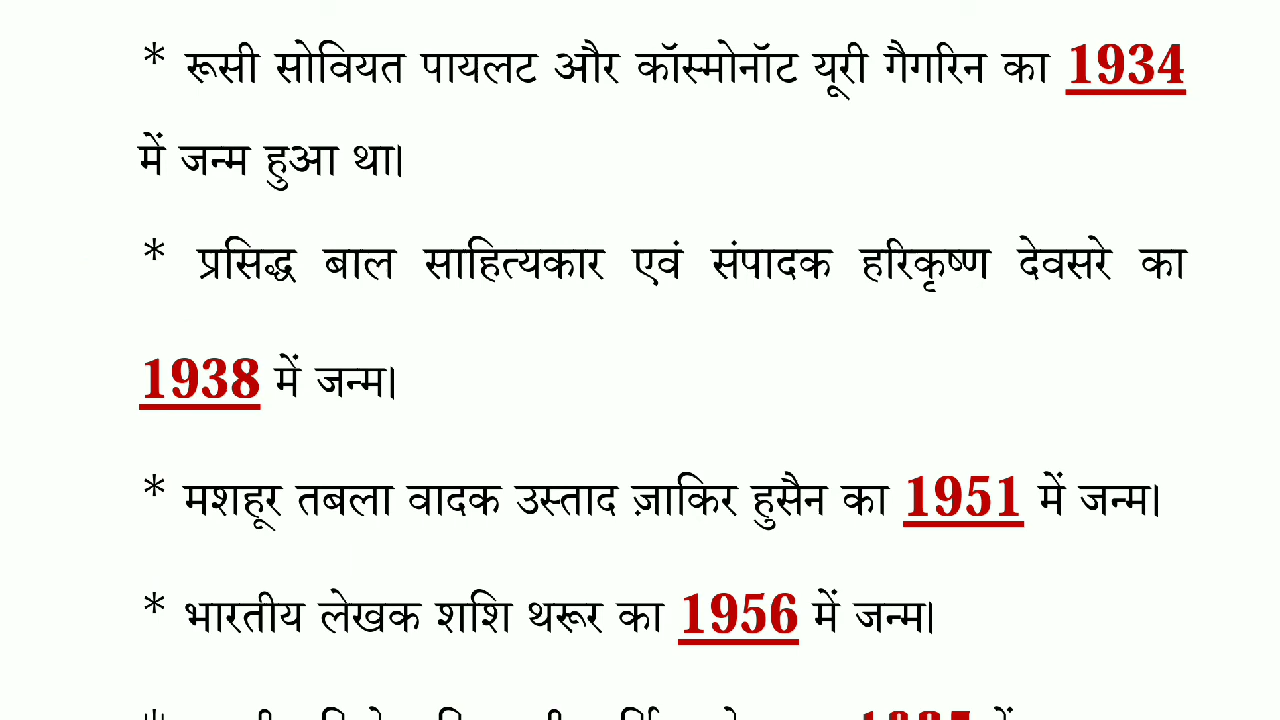 * रूसी सोवियत पायलट और कॉस्मोनॉट यूरी गैगरिन का 1934
में जन्म हुआ था।
* प्रसिद्ध बाल साहित्यकार एवं संपादक हरिकृष्ण देवसरे का
1938 में जन्म।
* मशहूर तबला वादक उस्ताद ज़ाकिर हुसैन का 1951 में जन्म।
* भारतीय लेखक शशि थरूर का 1956 में जन्म।